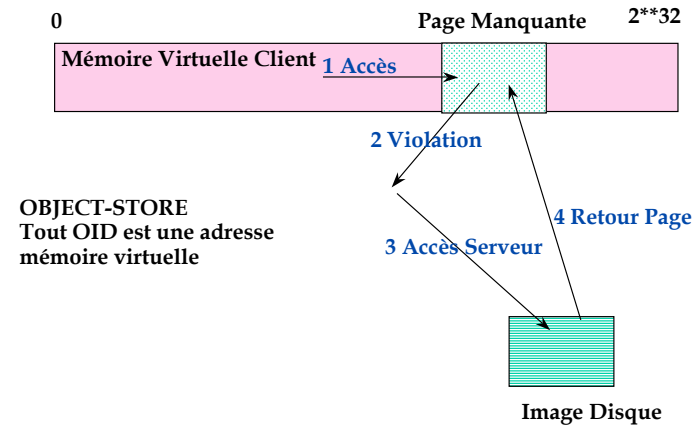 0
Page Manquante
2**32
Mémoire Virtuelle Client
1 Accès
2 Violation
OBJECT-STORE
Tout OID est une adresse
mémoire virtuelle
4 Retour Page
3 Accès Serveur
Image Disque